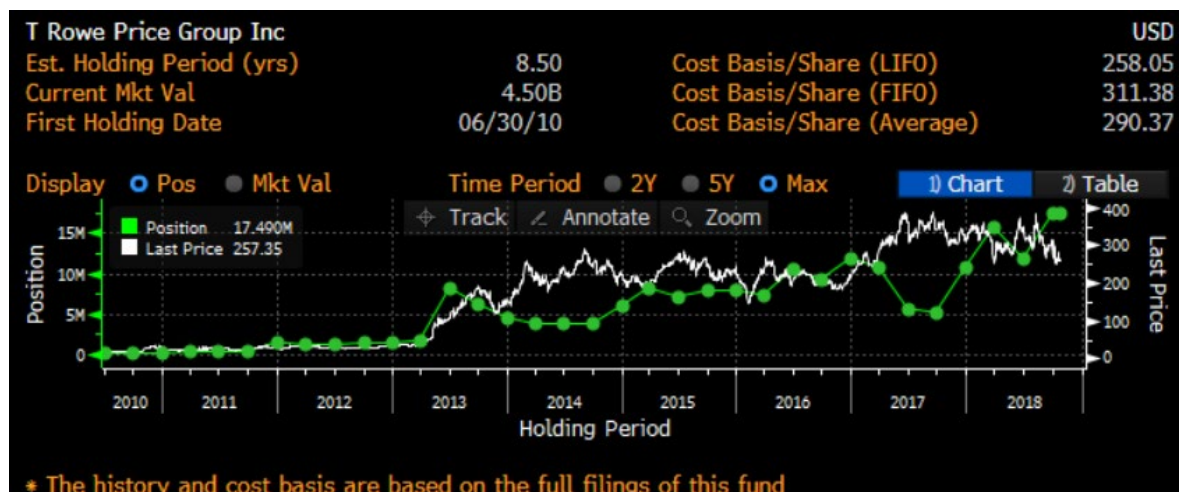 T Rowe Price Group Inc USD
Est. Holding Period (yrs) 8.50 Cost Basis/Share (LIFO) 258.05
Current Mkt Val 4.50B Cost Basis/Share (FIFO) 311.38
First Holding Date 06/30/10 Cost Basis/Share (Average) 290.37
Display Pos Mkt Val Time Period 2Y 5Y Max 1) Chart 2) Table
Track Annotate Zoom
Position 17.490M
Last Price 257.35
15M
10M
5M
0
Position
400
300
200
100
0
Last Price
2010 2011 2012 2013 2014 2015 2016 2017 2018
Holding Period
* The history and cost basis are based on the full filings of this fund